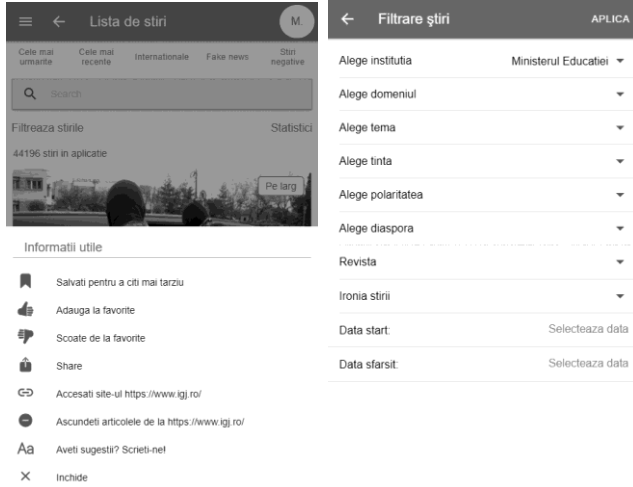 Lista de stiri
M.
Cele mai urmarite
Cele mai recente
Internationale
Fake news
Stiri negative
Search
Filtreaza stirile
Statistici
44196 stiri in aplicatie
Pe larg
Informatii utile
Salvati pentru a citi mai tarziu
Adauga la favorite
Scoate de la favorite
Share
Accesati site-ul https://www.igj.ro/
Ascundeti articolele de la https://www.igj.ro/
Aa Aveti sugestii? Scrieti-ne!
Inchide
Filtrare ştiri
APLICA
Alege institutia
Ministerul Educatiei
Alege domeniul
Alege tema
Alege tinta
Alege polaritatea
Alege diaspora
Revista
Ironia stirii
Data start:
Selecteaza data
Data sfarsit:
Selecteaza data